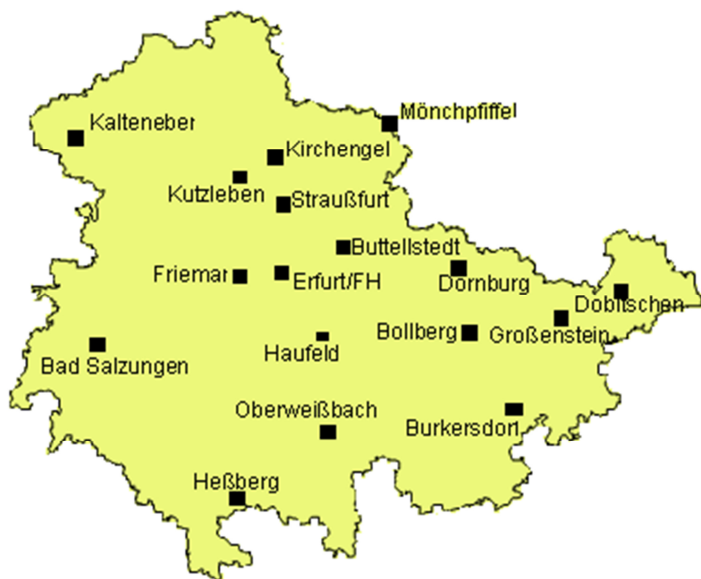 Mönchpfiffel
Kalteneber
Kirchengel
Kutzleben
Straußfurt
Buttellstedt
Friemar
Erfurt/FH
Dornburg
Dobitschen
Bollberg
Großenstein
Haufeld
Bad Salzungen
Oberweißbach
Burkersdorf
Heßberg